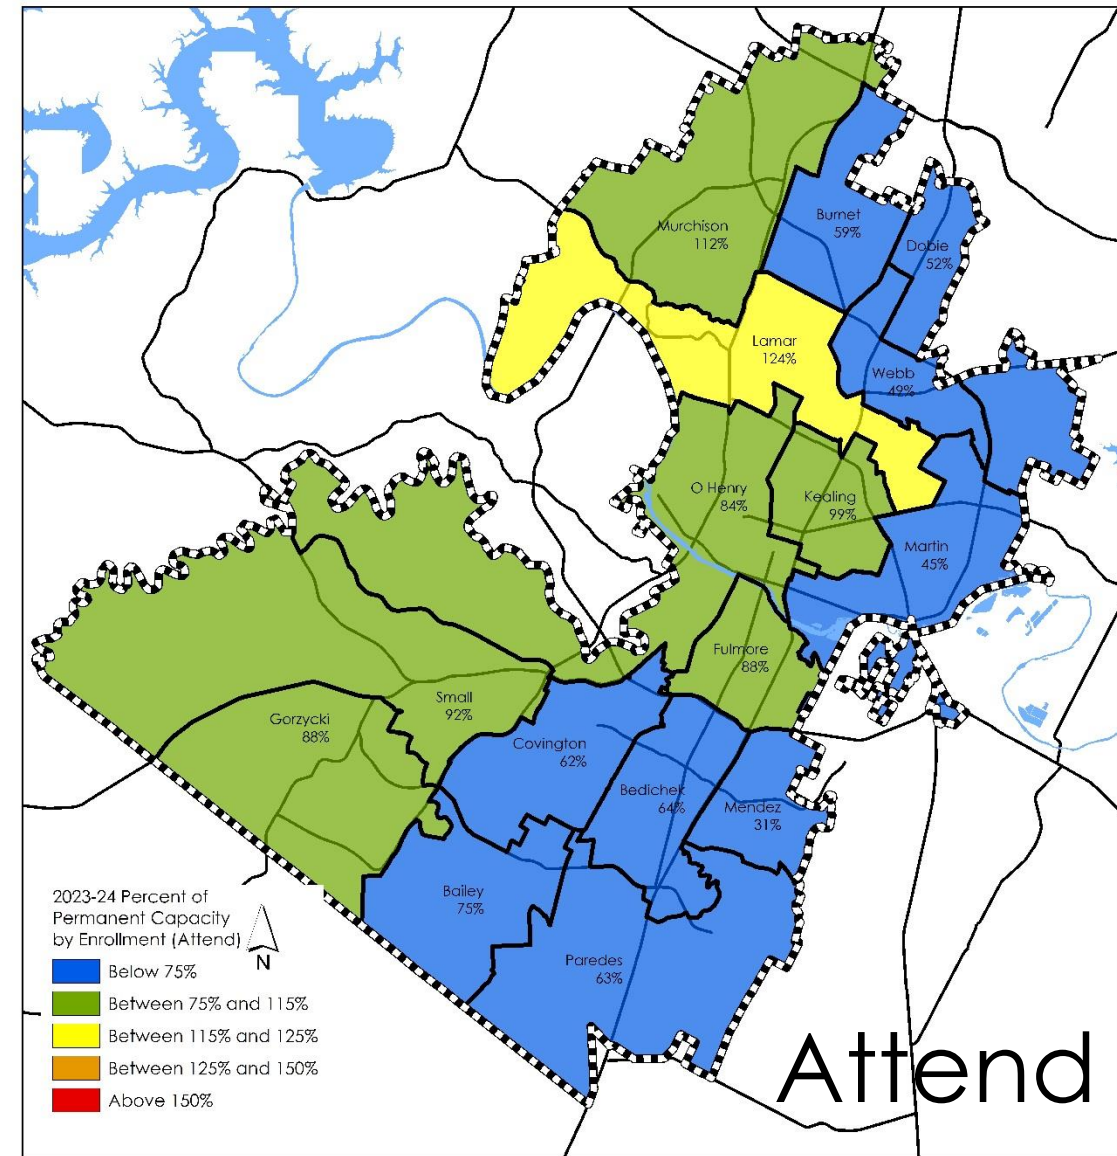 Murchison
112%
Burnet
59%
Dobie
52%
Lamar
124%
Webb
49%
O Henry
84%
Kealing
99%
Martin
45%
Fulmore
88%
Small
92%
Gorzycki
88%
Covington
62%
Bedichek
64%
Mendez
31%
Bailey
75%
Paredes
63%
2023-24 Percent of
Permanent Capacity
by Enrollment (Attend)
N
Below 75%
Between 75% and 115%
Between 115% and 125%
Between 125% and 150%
Above 150%
Attend